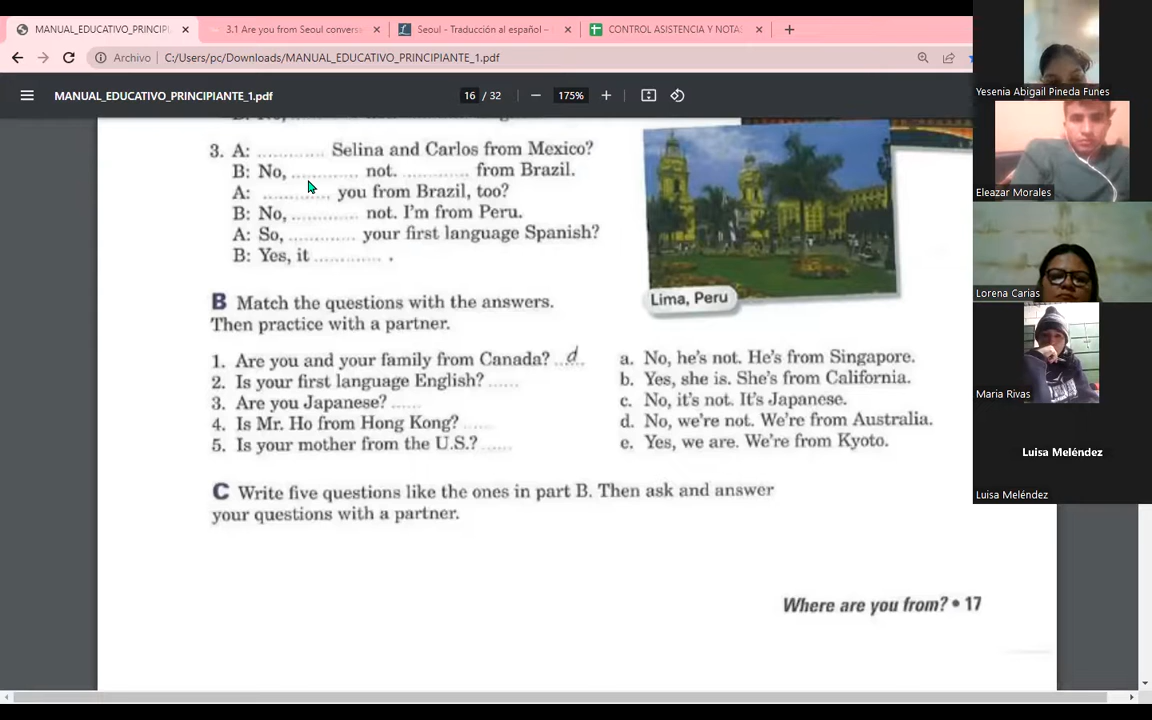 MANUAL_EDUCATIVO_PRINCIPI
3.1 Are you from Seoul convers
Seoul - Traducción al español –
CONTROL ASISTENCIA Y NOTAS
Archivo
C:/Users/pc/Downloads/MANUAL_EDUCATIVO_PRINCIPIANTE_1.pdf
MANUAL_EDUCATIVO_PRINCIPIANTE_1.pdf
16 / 32
175%
3. A: ............ Selina and Carlos from Mexico?
B: No, ............ not. ............ from Brazil.
A: ............ you from Brazil, too?
B: No, ............ not. I'm from Peru.
A: So, ............ your first language Spanish?
B: Yes, it ............ .
Lima, Peru
B Match the questions with the answers.
Then practice with a partner.
1. Are you and your family from Canada? ..d..
2. Is your first language English? ......
3. Are you Japanese? ......
4. Is Mr. Ho from Hong Kong? ......
5. Is your mother from the U.S.? ......
a. No, he's not. He's from Singapore.
b. Yes, she is. She's from California.
c. No, it's not. It's Japanese.
d. No, we're not. We're from Australia.
e. Yes, we are. We're from Kyoto.
C Write five questions like the ones in part B. Then ask and answer
your questions with a partner.
Where are you from? • 17
Yesenia Abigail Pineda Funes
Eleazar Morales
Lorena Carias
Maria Rivas
Luisa Meléndez
Luisa Meléndez